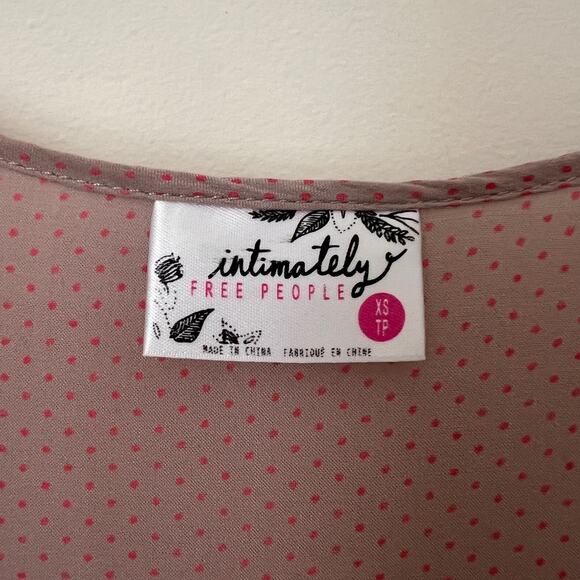 intimately
FREE PEOPLE
XS
TP
MADE IN CHINA FABRIQUÉ EN CHINE